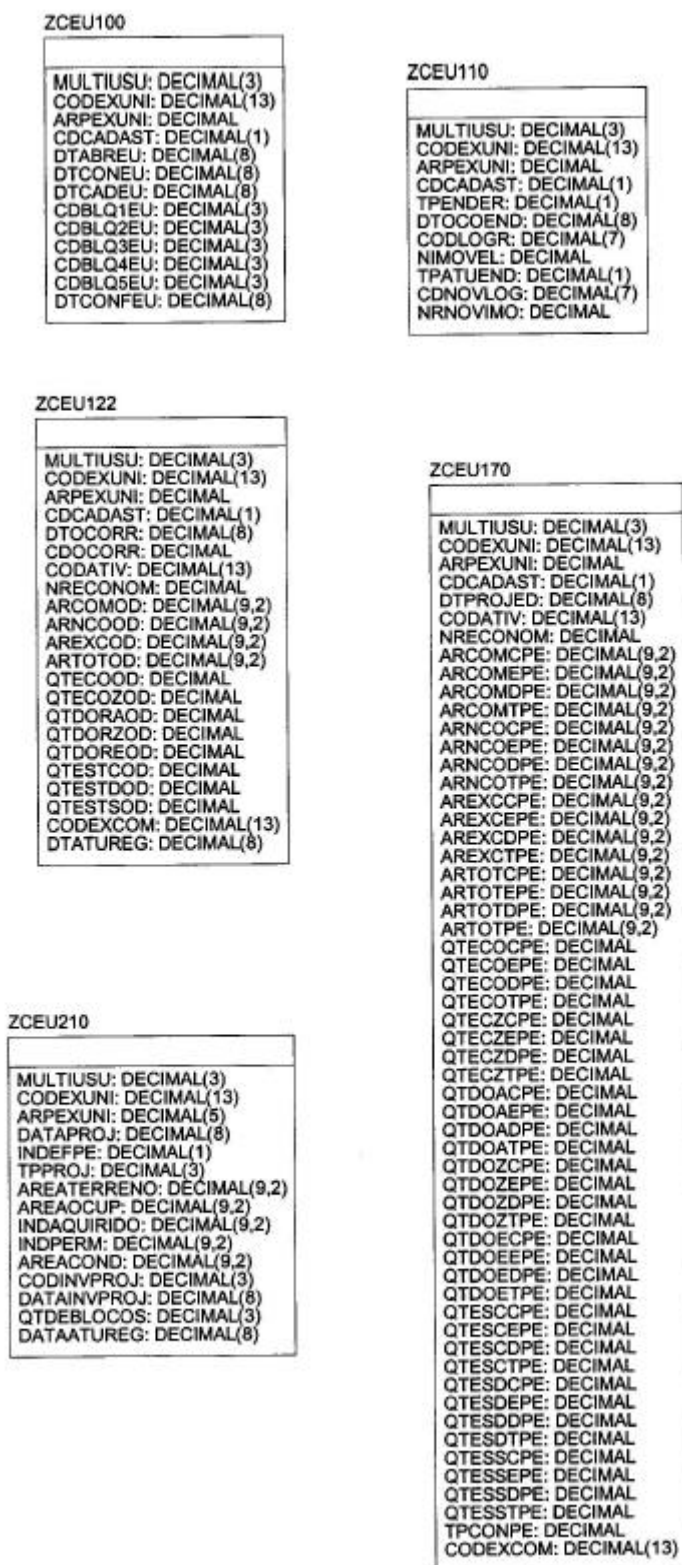 ZCEU100
MULTIUSU: DECIMAL(3)
CODEXUNI: DECIMAL(13)
ARPEXUNI: DECIMAL
CDCADAST: DECIMAL(1)
DTABREU: DECIMAL(8)
DTCONEU: DECIMAL(8)
DTCADEU: DECIMAL(8)
CDBLQ1EU: DECIMAL(3)
CDBLQ2EU: DECIMAL(3)
CDBLQ3EU: DECIMAL(3)
CDBLQ4EU: DECIMAL(3)
CDBLQ5EU: DECIMAL(3)
DTCONFEU: DECIMAL(8)
ZCEU110
MULTIUSU: DECIMAL(3)
CODEXUNI: DECIMAL(13)
ARPEXUNI: DECIMAL
CDCADAST: DECIMAL(1)
TPENDER: DECIMAL(1)
DTOCOEND: DECIMAL(8)
CODLOGR: DECIMAL(7)
NIMOVEL: DECIMAL
TPATUEND: DECIMAL(1)
CDNOVLOG: DECIMAL(7)
NRNOVIMO: DECIMAL
ZCEU122
MULTIUSU: DECIMAL(3)
CODEXUNI: DECIMAL(13)
ARPEXUNI: DECIMAL
CDCADAST: DECIMAL(1)
DTOCORR: DECIMAL(8)
CDOCORR: DECIMAL
CODATIV: DECIMAL(13)
NRECONOM: DECIMAL
ARCOMOD: DECIMAL(9,2)
ARNCOOD: DECIMAL(9,2)
AREXCOD: DECIMAL(9,2)
ARTOTOD: DECIMAL(9,2)
QTECOOD: DECIMAL
QTECOZOD: DECIMAL
QTDORAOD: DECIMAL
QTDORZOD: DECIMAL
QTDOREOD: DECIMAL
QTESTCOD: DECIMAL
QTESTDOD: DECIMAL
QTESTSOD: DECIMAL
CODEXCOM: DECIMAL(13)
DTATUREG: DECIMAL(8)
ZCEU170
MULTIUSU: DECIMAL(3)
CODEXUNI: DECIMAL(13)
ARPEXUNI: DECIMAL
CDCADAST: DECIMAL(1)
DTPROJED: DECIMAL(8)
CODATIV: DECIMAL(13)
NRECONOM: DECIMAL
ARCOMCPE: DECIMAL(9,2)
ARCOMEPE: DECIMAL(9,2)
ARCOMDPE: DECIMAL(9,2)
ARCOMTPE: DECIMAL(9,2)
ARNCOCPE: DECIMAL(9,2)
ARNCOEPE: DECIMAL(9,2)
ARNCODPE: DECIMAL(9,2)
ARNCOTPE: DECIMAL(9,2)
AREXCCPE: DECIMAL(9,2)
AREXCEPE: DECIMAL(9,2)
AREXCDPE: DECIMAL(9,2)
AREXCTPE: DECIMAL(9,2)
ARTOTCPE: DECIMAL(9,2)
ARTOTEPE: DECIMAL(9,2)
ARTOTDPE: DECIMAL(9,2)
ARTOTPE: DECIMAL(9,2)
QTECOCPE: DECIMAL
QTECOEPE: DECIMAL
QTECODPE: DECIMAL
QTECOTPE: DECIMAL
QTECZCPE: DECIMAL
QTECZEPE: DECIMAL
QTECZDPE: DECIMAL
QTECZTPE: DECIMAL
QTDOACPE: DECIMAL
QTDOAEPE: DECIMAL
QTDOADPE: DECIMAL
QTDOATPE: DECIMAL
QTDOZCPE: DECIMAL
QTDOZEPE: DECIMAL
QTDOZDPE: DECIMAL
QTDOZTPE: DECIMAL
QTDOECPE: DECIMAL
QTDOEEPE: DECIMAL
QTDOEDPE: DECIMAL
QTDOETPE: DECIMAL
QTESCCPE: DECIMAL
QTESCEPE: DECIMAL
QTESCDPE: DECIMAL
QTESCTPE: DECIMAL
QTESDCPE: DECIMAL
QTESDEPE: DECIMAL
QTESDDPE: DECIMAL
QTESDTPE: DECIMAL
QTESSCPE: DECIMAL
QTESSEPE: DECIMAL
QTESSDPE: DECIMAL
QTESSTPE: DECIMAL
TPCONPE: DECIMAL
CODEXCOM: DECIMAL(13)
ZCEU210
MULTIUSU: DECIMAL(3)
CODEXUNI: DECIMAL(13)
ARPEXUNI: DECIMAL(5)
DATAPROJ: DECIMAL(8)
INDEFPE: DECIMAL(1)
TPPROJ: DECIMAL(3)
AREATERRENO: DECIMAL(9,2)
AREAOCUP: DECIMAL(9,2)
INDAQUIRIDO: DECIMAL(9,2)
INDPERM: DECIMAL(9,2)
AREACOND: DECIMAL(9,2)
CODINVPROJ: DECIMAL(3)
DATAINVPROJ: DECIMAL(8)
QTDEBLOCOS: DECIMAL(3)
DATAATUREG: DECIMAL(8)